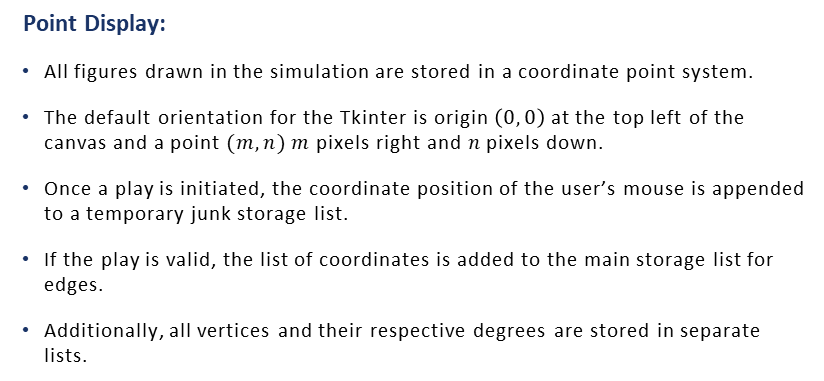 Point Display:
• All figures drawn in the simulation are stored in a coordinate point system.
• The default orientation for the Tkinter is origin (0,0) at the top left of the
canvas and a point (m,n) m pixels right and n pixels down.
• Once a play is initiated, the coordinate position of the user’s mouse is appended
to a temporary junk storage list.
• If the play is valid, the list of coordinates is added to the main storage list for
edges.
• Additionally, all vertices and their respective degrees are stored in separate
lists.